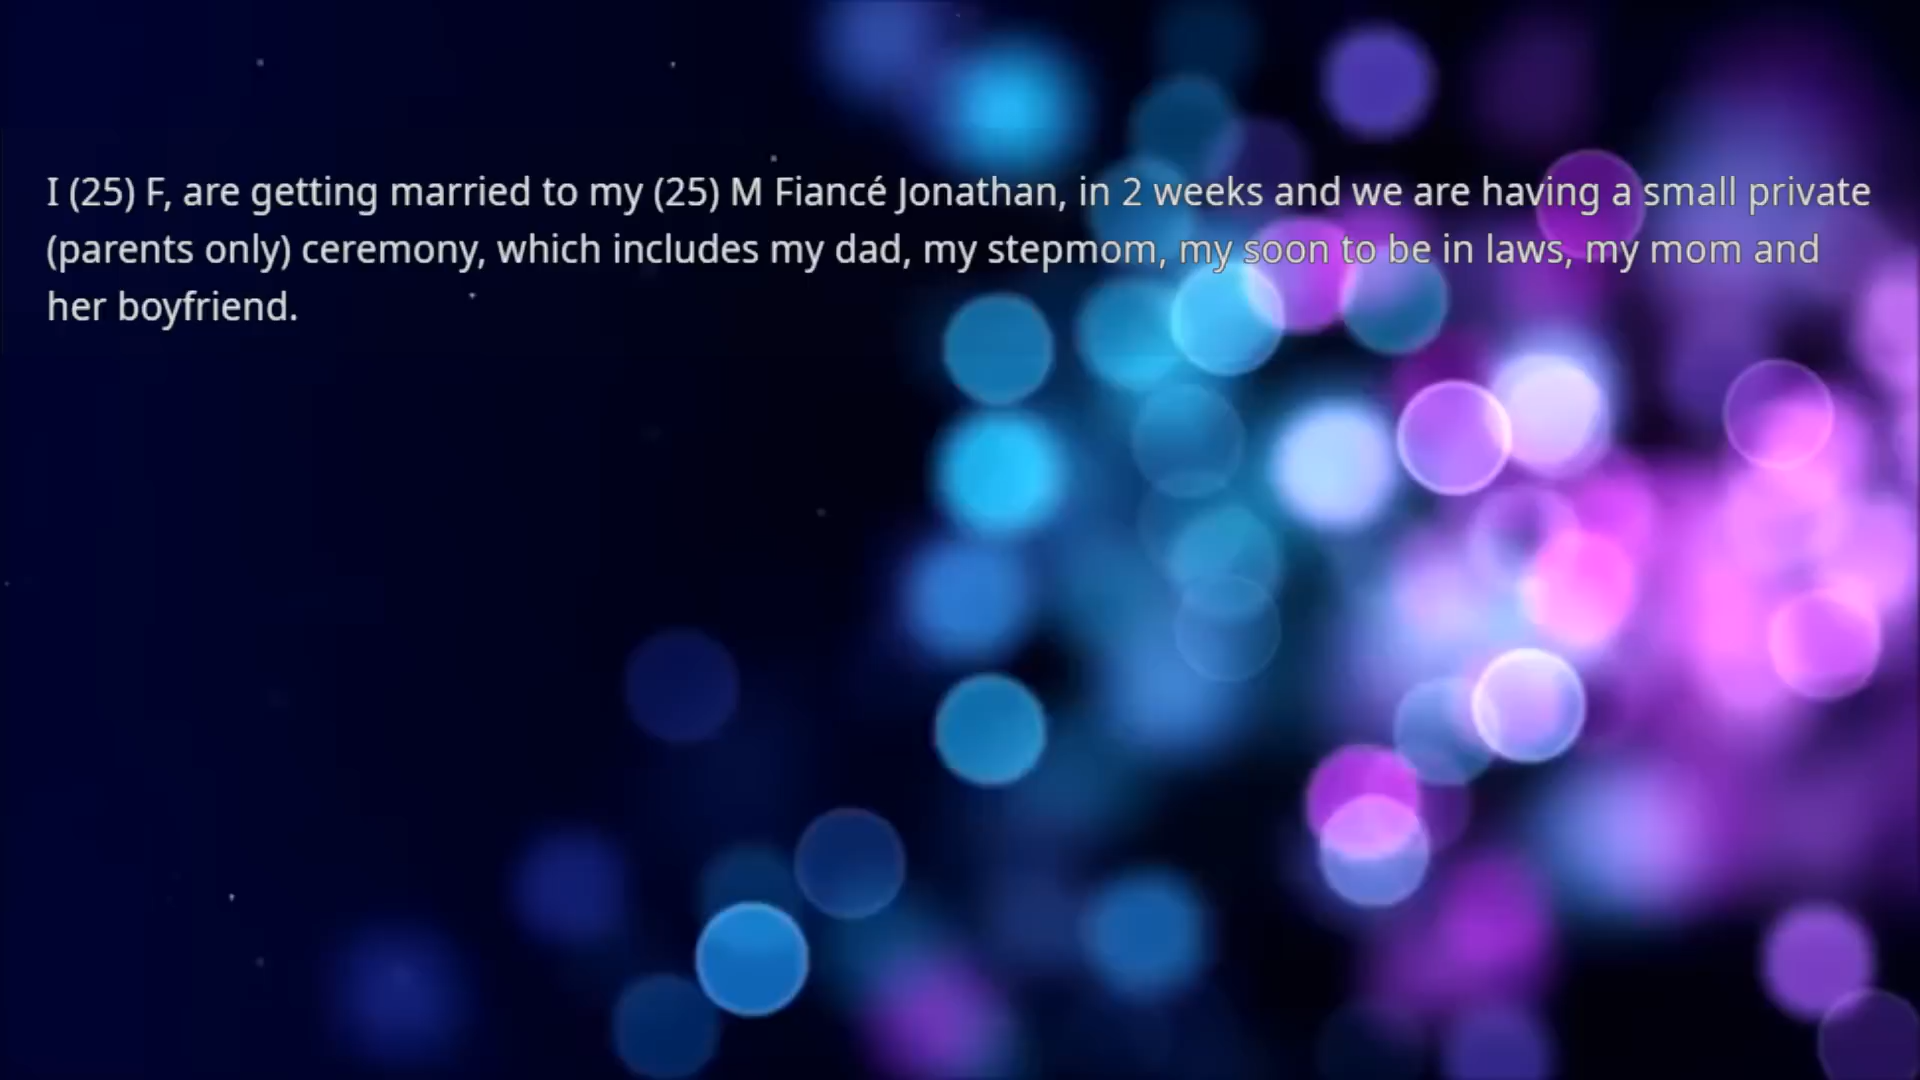 I (25) F, are getting married to my (25) M Fiancé Jonathan, in 2 weeks and we are having a small private
(parents only) ceremony, which includes my dad, my stepmom, my soon to be in laws, my mom and
her boyfriend.